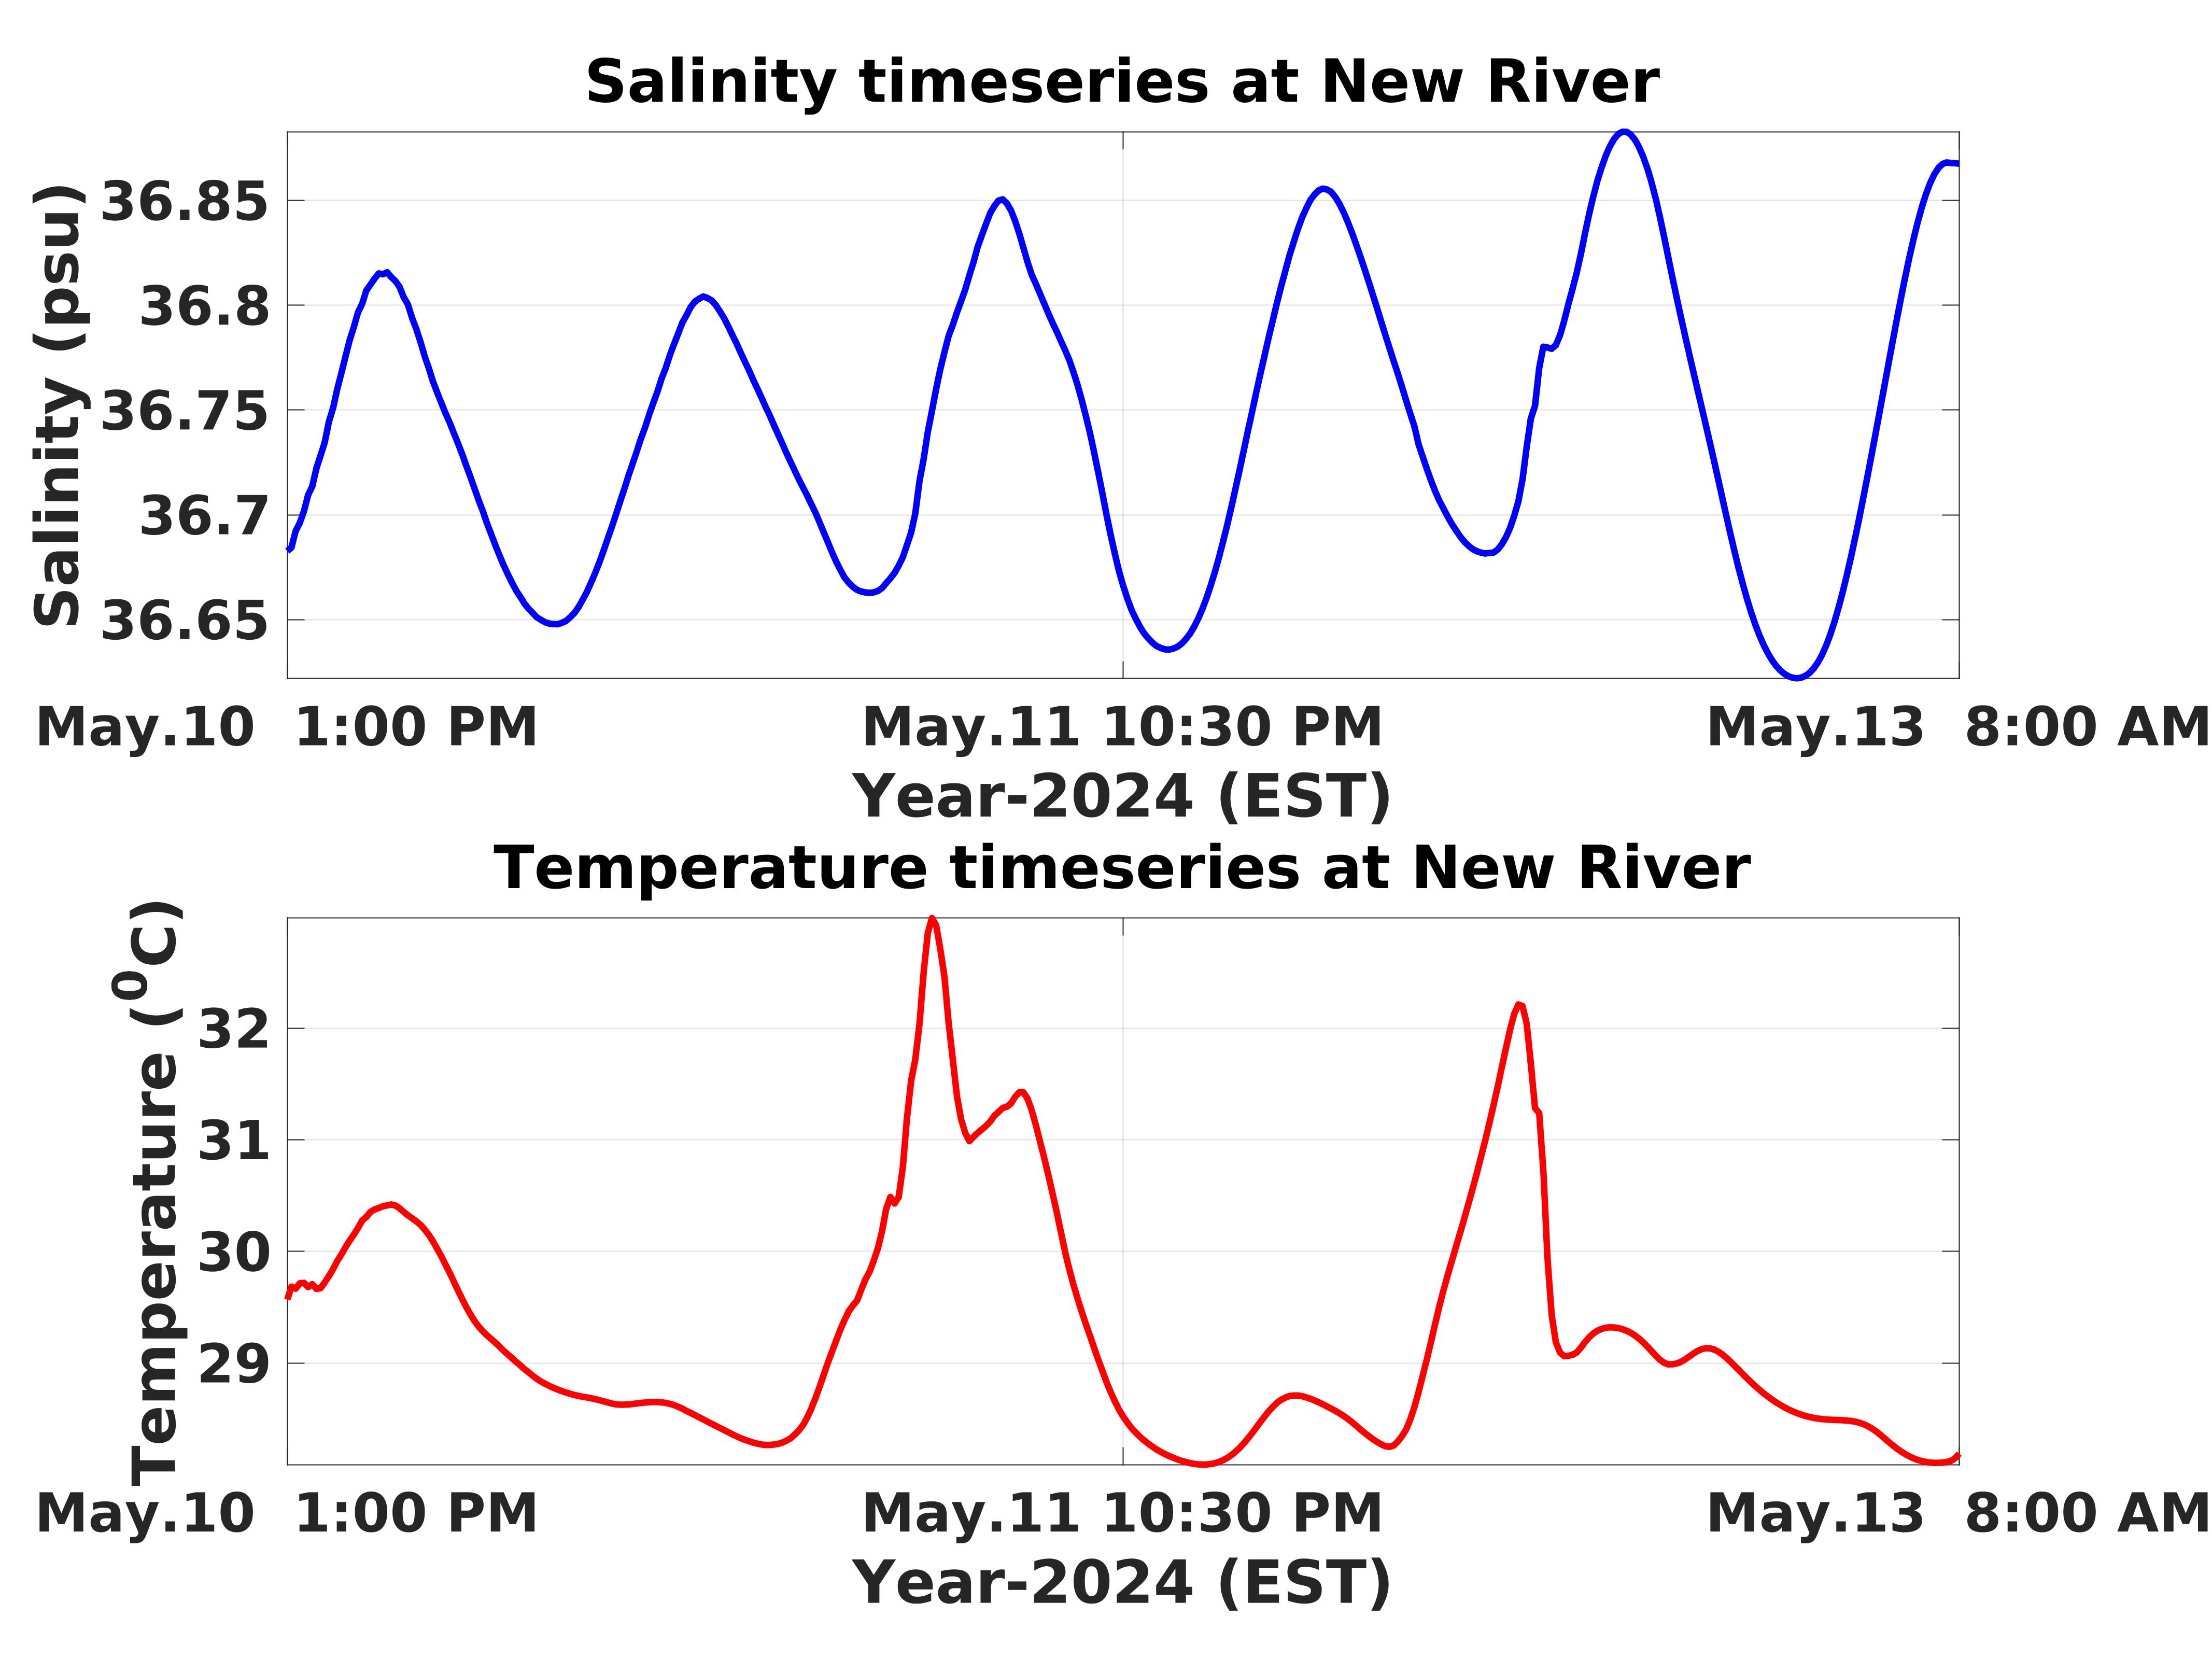 Salinity timeseries at New River
Salinity (psu)
36.85
36.8
36.75
36.7
36.65
May.10  1:00 PM
May.11 10:30 PM
May.13  8:00 AM
Year-2024 (EST)
Temperature timeseries at New River
Temperature (⁰C)
32
31
30
29
May.10  1:00 PM
May.11 10:30 PM
May.13  8:00 AM
Year-2024 (EST)